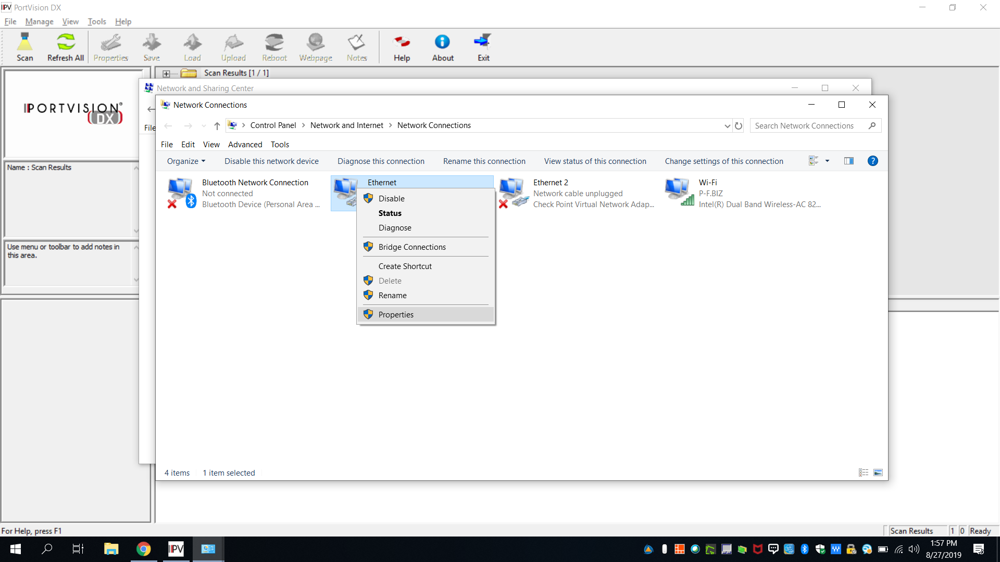 PV PortVision DX
File Manage View Tools Help
Scan Refresh All Properties Save Load Upload Reboot Webpage Notes Help About Exit
Scan Results [1 / 1]
PORTVISION®
DX
Name : Scan Results
Use menu or toolbar to add notes in
this area.
Network and Sharing Center
File
Network Connections
Control Panel > Network and Internet > Network Connections
Search Network Connections
File Edit View Advanced Tools
Organize Disable this network device Diagnose this connection Rename this connection View status of this connection Change settings of this connection
Bluetooth Network Connection
Not connected
Bluetooth Device (Personal Area ...
Ethernet
Ethernet 2
Network cable unplugged
Check Point Virtual Network Adap...
Wi-Fi
P-F.BIZ
Intel(R) Dual Band Wireless-AC 82...
Disable
Status
Diagnose
Bridge Connections
Create Shortcut
Delete
Rename
Properties
4 items 1 item selected
For Help, press F1
Scan Results 1 0 Ready
PV
W
1:57 PM
8/27/2019